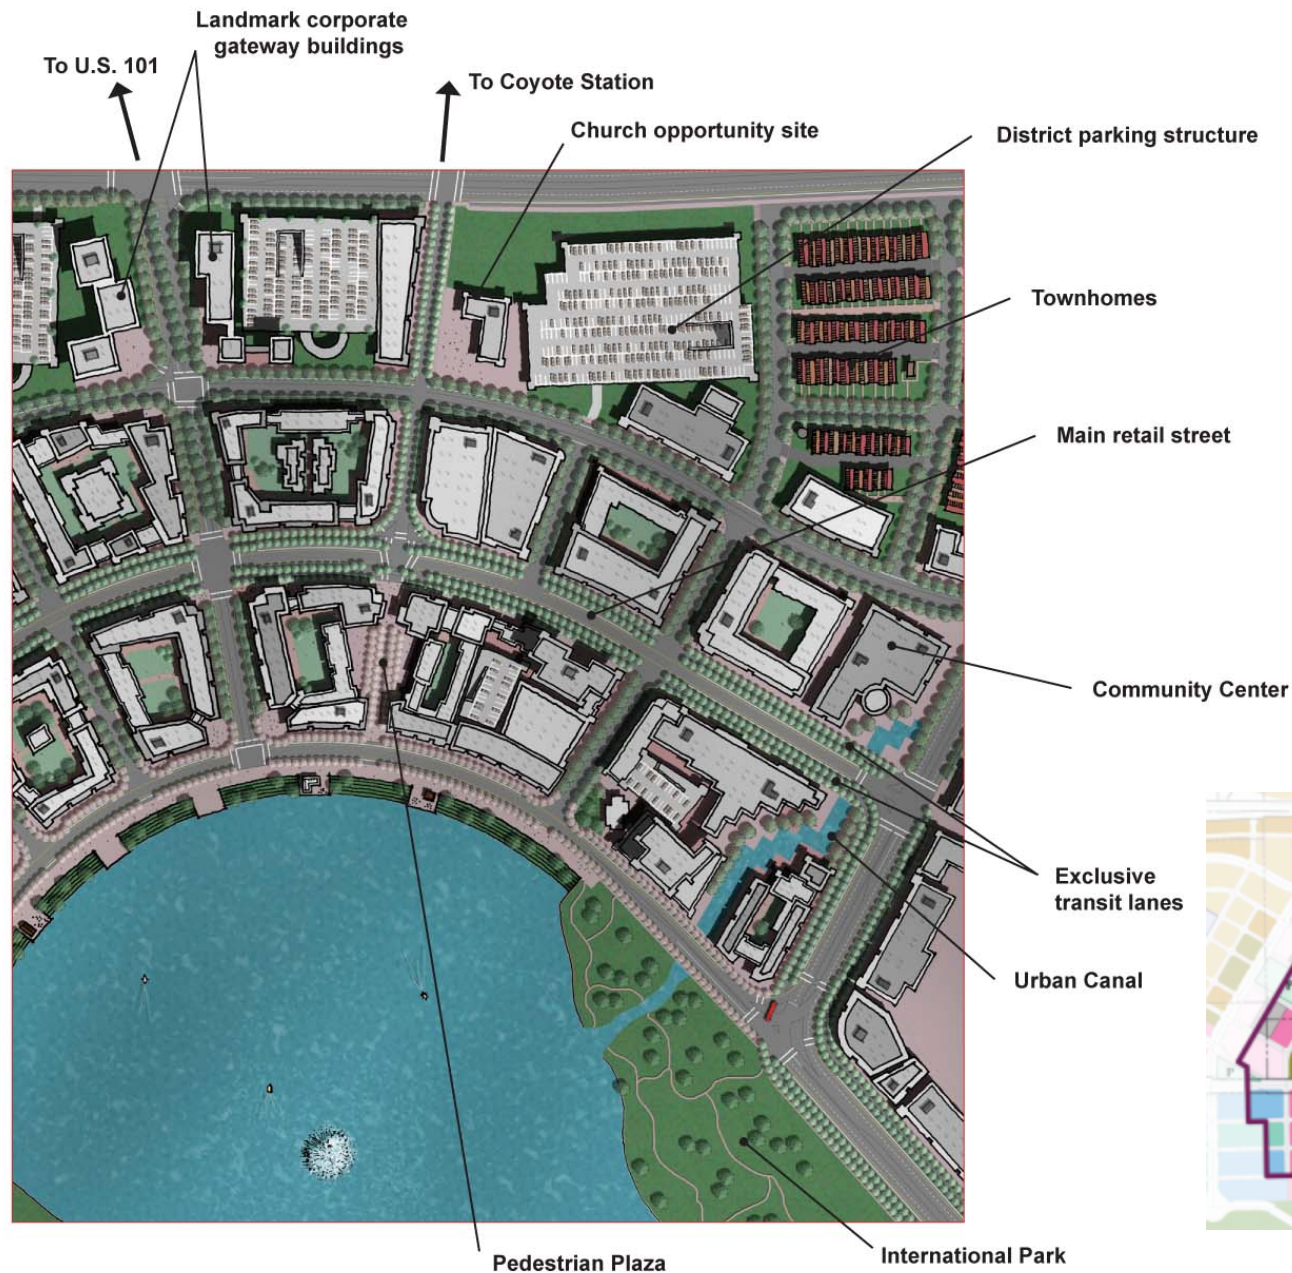 Landmark corporate
gateway buildings
To U.S. 101
To Coyote Station
Church opportunity site
District parking structure
Townhomes
Main retail street
Community Center
Exclusive
transit lanes
Urban Canal
International Park
Pedestrian Plaza